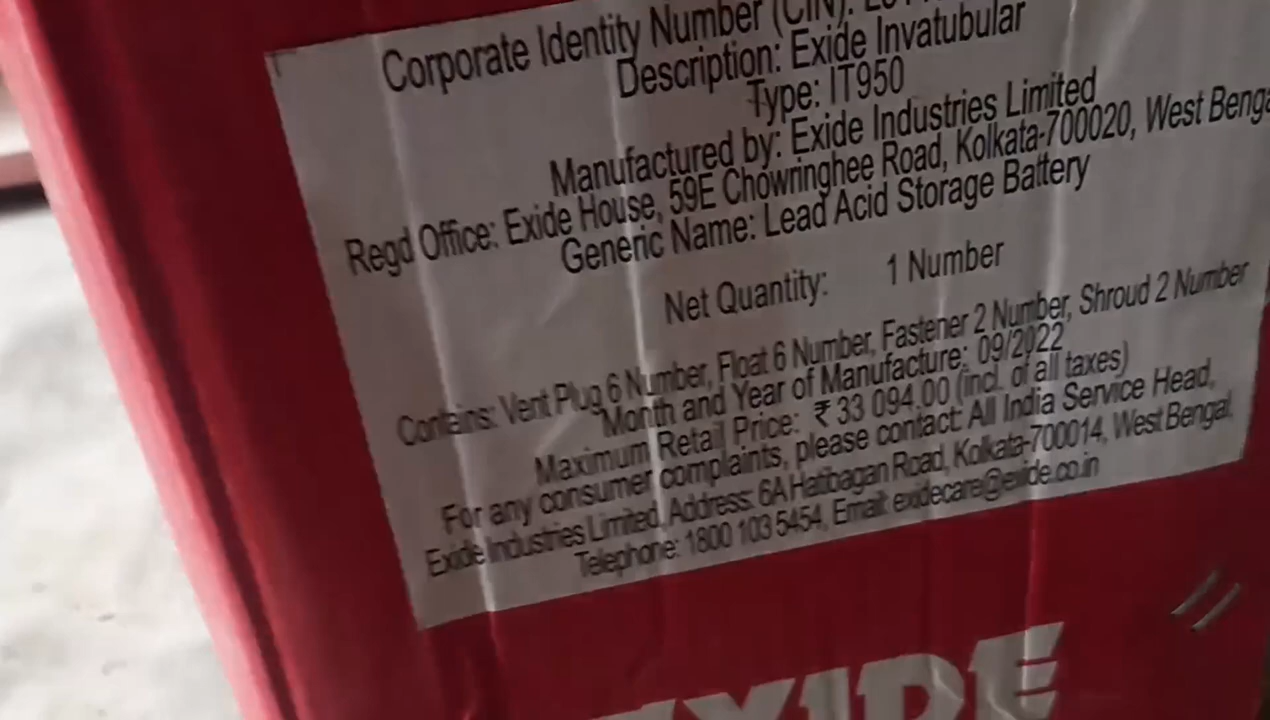 Corporate Identity Number (CIN):
Description: Exide Invatubular
Type: IT950
Manufactured by: Exide Industries Limited
Regd Office: Exide House, 59E Chowringhee Road, Kolkata-700020, West Benga
Generic Name: Lead Acid Storage Battery
Net Quantity: 1 Number
Contains: Vent Plug 6 Number, Float 6 Number, Fastener 2 Number, Shroud 2 Number
Month and Year of Manufacture: 09/2022
Maximum Retail Price: ₹ 33 094.00 (incl. of all taxes)
For any consumer complaints, please contact: All India Service Head,
Exide Industries Limited, Address: 6A Hatibagan Road, Kolkata-700014, West Bengal,
Telephone: 1800 103 5454, Email: exidecare@exide.co.in
EXIDE